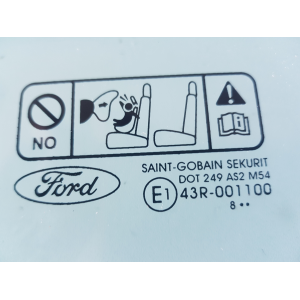 NO
Ford
SAINT-GOBAIN SEKURIT
DOT 249 AS2 M54
E1 43R-001100
8 ••